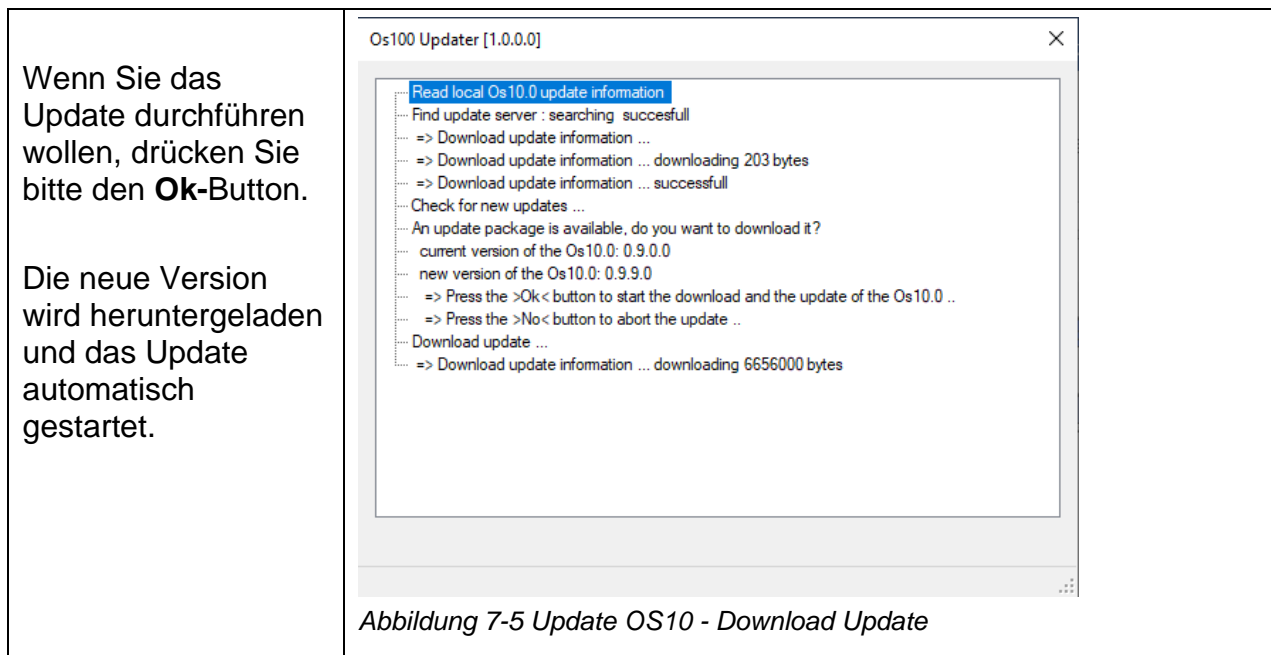 Wenn Sie das
Update durchführen
wollen, drücken Sie
bitte den Ok-Button.
Die neue Version
wird heruntergeladen
und das Update
automatisch
gestartet.
Os100 Updater [1.0.0.0]
Read local Os10.0 update information
Find update server : searching succesfull
=> Download update information ...
=> Download update information ... downloading 203 bytes
=> Download update information ... successfull
Check for new updates ...
An update package is available, do you want to download it?
current version of the Os10.0: 0.9.0.0
new version of the Os10.0: 0.9.9.0
=> Press the >Ok< button to start the download and the update of the Os10.0 ..
=> Press the >No< button to abort the update ..
Download update ...
=> Download update information ... downloading 6656000 bytes
Abbildung 7-5 Update OS10 - Download Update